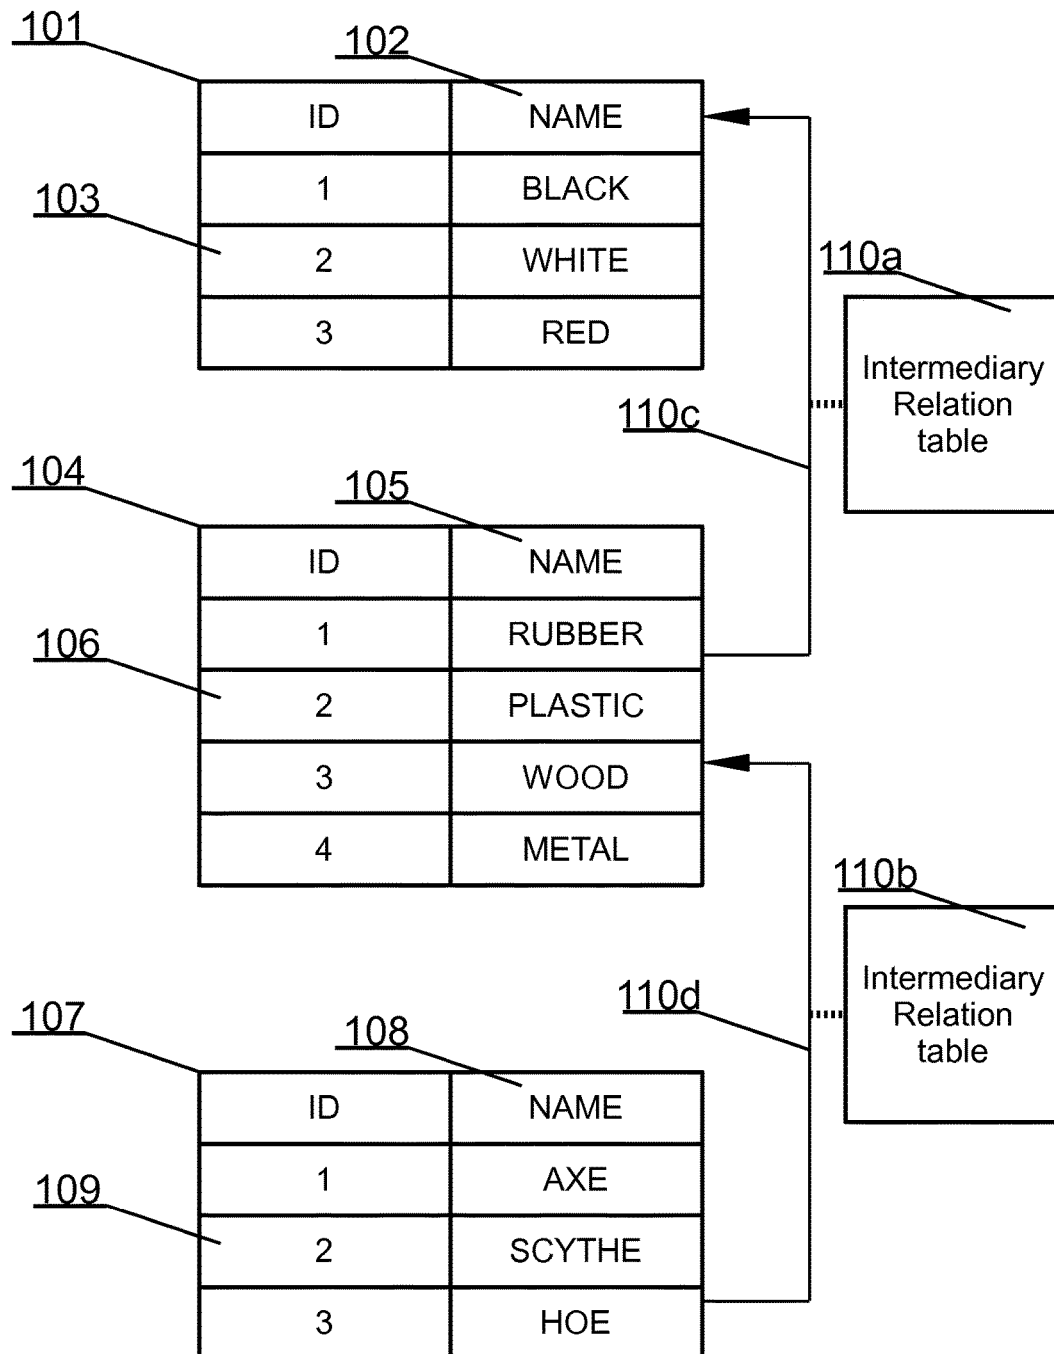 101
102
ID NAME
1 BLACK
103
2 WHITE
3 RED
110a
Intermediary
Relation
table
110c
104
105
ID NAME
1 RUBBER
106
2 PLASTIC
3 WOOD
4 METAL
110b
Intermediary
Relation
table
110d
107
108
ID NAME
1 AXE
109
2 SCYTHE
3 HOE